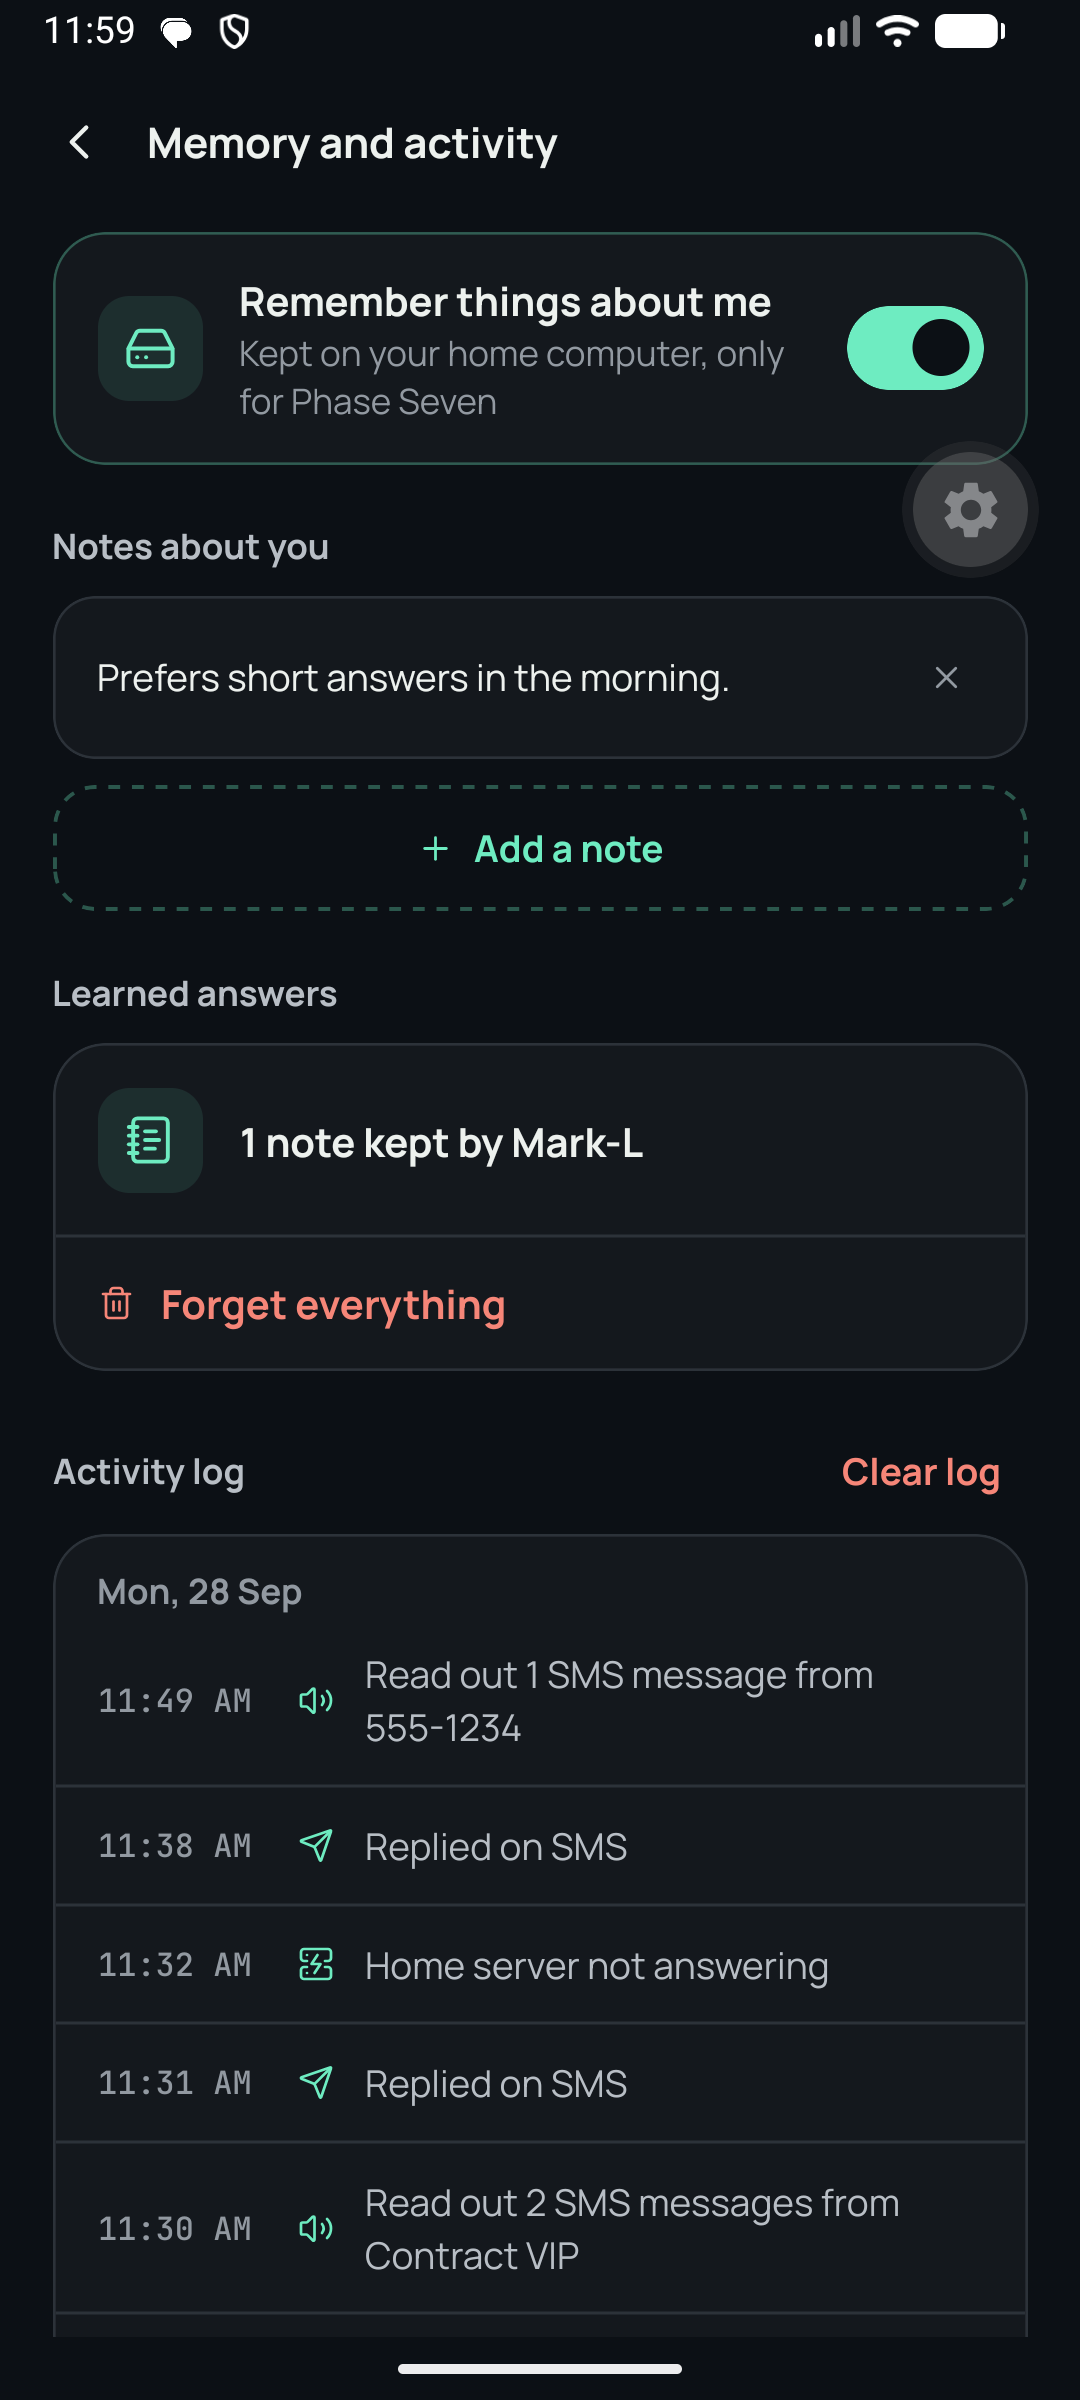 11:59
Memory and activity
Remember things about me
Kept on your home computer, only
for Phase Seven
Notes about you
Prefers short answers in the morning.
+ Add a note
Learned answers
1 note kept by Mark-L
Forget everything
Activity log
Clear log
Mon, 28 Sep
11:49 AM
Read out 1 SMS message from
555-1234
11:38 AM Replied on SMS
11:32 AM Home server not answering
11:31 AM Replied on SMS
11:30 AM
Read out 2 SMS messages from
Contract VIP